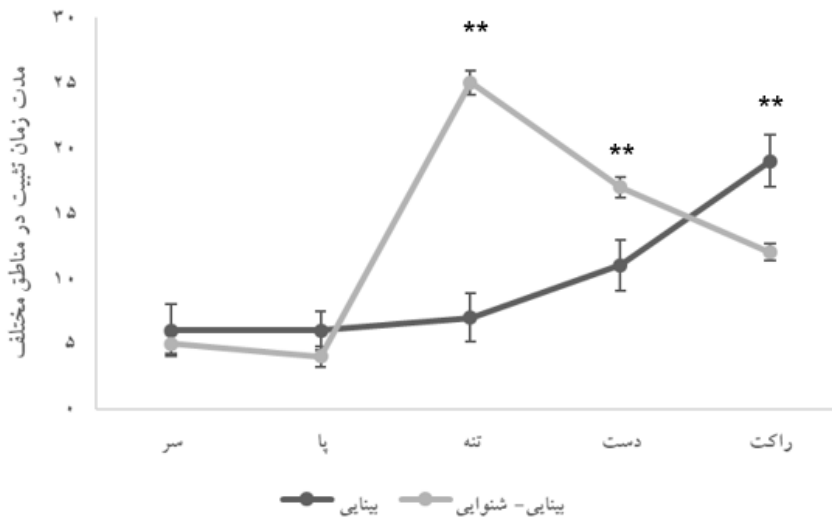 مدت زمان تثبیت در مناطق مختلف
۳۰
۲۵
۲۰
۱۵
۱۰
۵
۰
**
**
**
سر
پا
تنه
دست
راکت
بینایی
بینایی- شنوایی